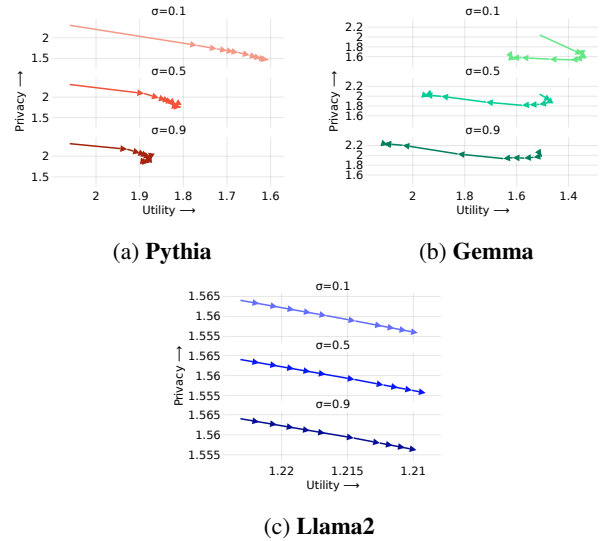 σ=0.1
2
1.5
σ=0.5
2
1.5
σ=0.9
2
1.5
Privacy ⟶
2
1.9
1.8
1.7
1.6
Utility ⟶
(a) Pythia
σ=0.1
2.2
2
1.8
1.6
σ=0.5
2.2
2
1.8
1.6
σ=0.9
2.2
2
1.8
1.6
Privacy ⟶
2
1.8
1.6
1.4
Utility ⟶
(b) Gemma
σ=0.1
1.565
1.56
1.555
σ=0.5
1.565
1.56
1.555
σ=0.9
1.565
1.56
1.555
Privacy ⟶
1.22
1.215
1.21
Utility ⟶
(c) Llama2